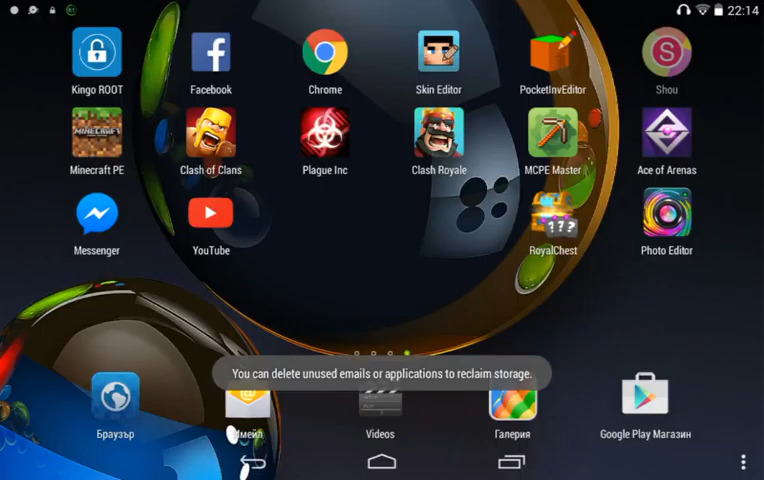 22:14
Kingo ROOT
Facebook
Chrome
Skin Editor
PocketInvEditor
Shou
Minecraft PE
Clash of Clans
Plague Inc
Clash Royale
MCPE Master
Ace of Arenas
Messenger
YouTube
RoyalChest
Photo Editor
You can delete unused emails or applications to reclaim storage.
Браузър
Имейл
Videos
Галерия
Google Play Магазин
S
MINECRAFT
???